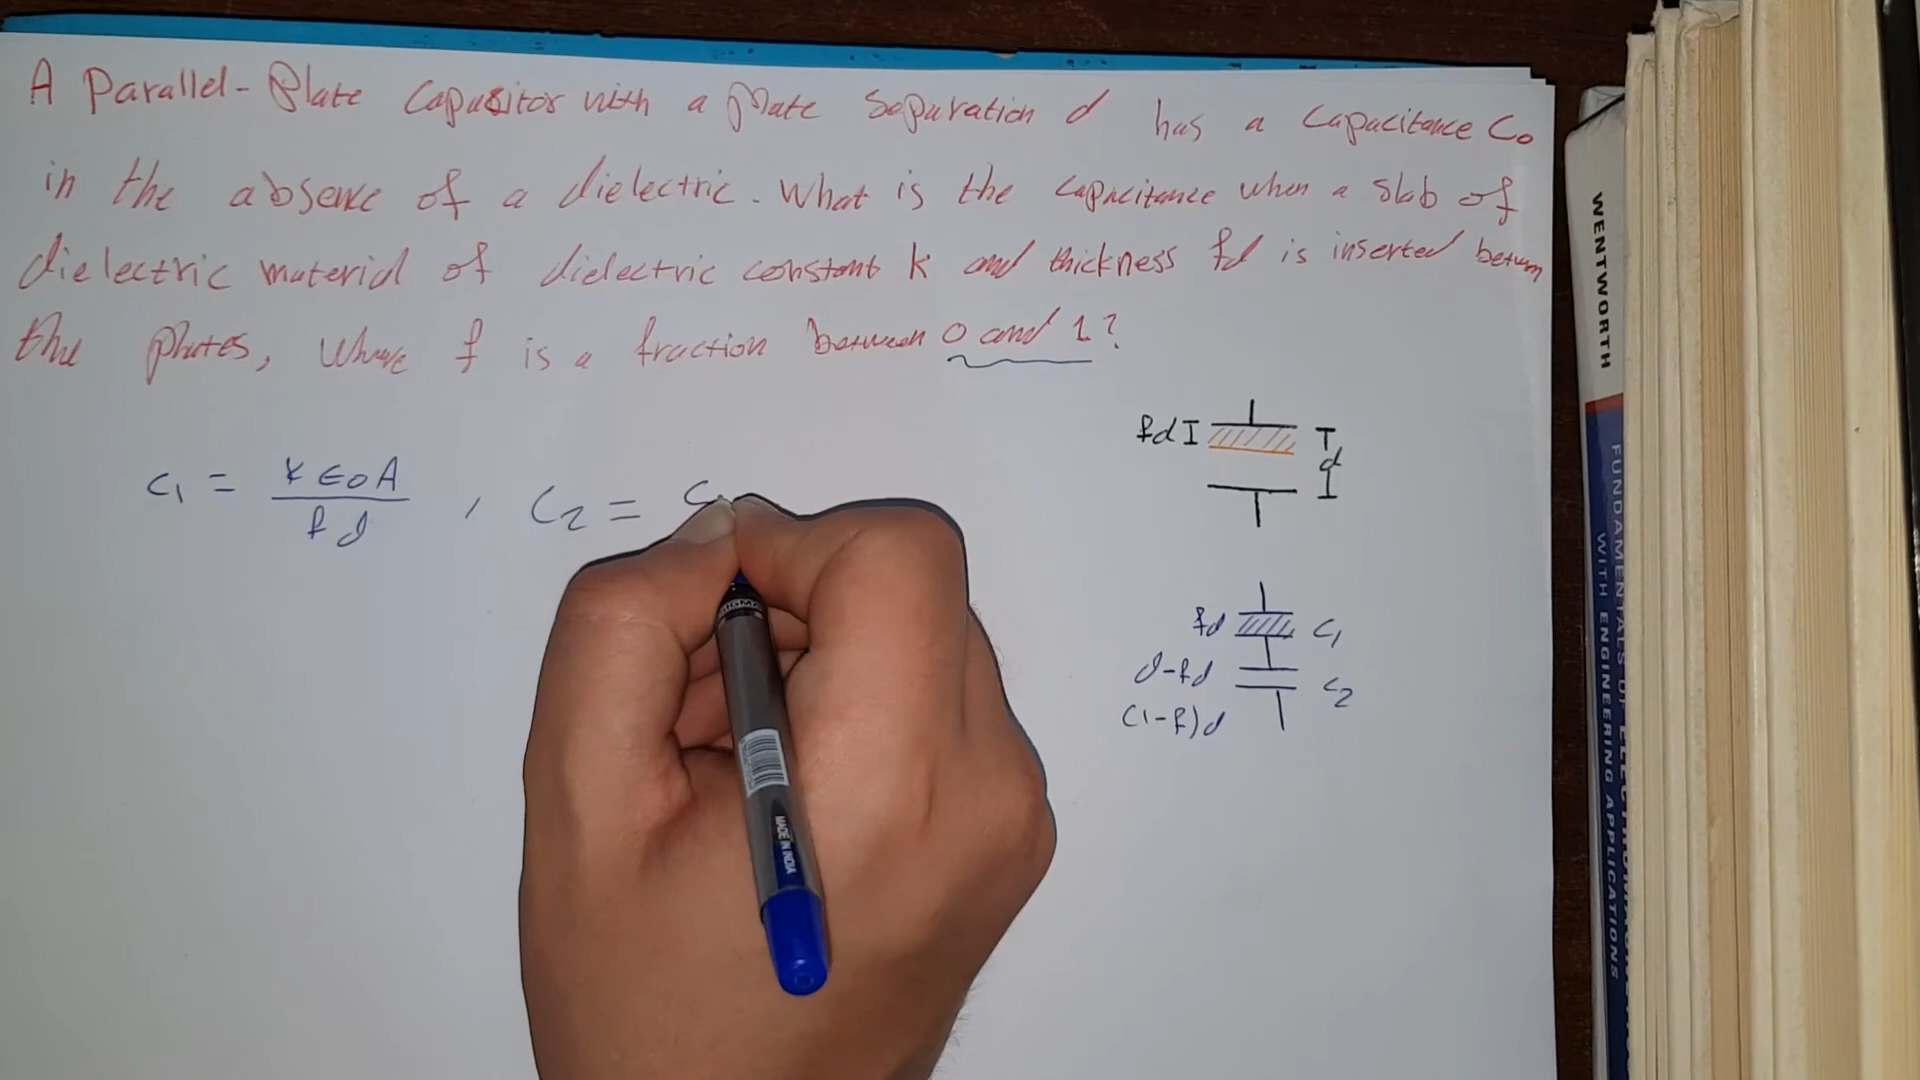 A Parallel-Plate Capasitor with a Plate Separation d has a Capacitance C₀
in the absence of a dielectric. What is the capacitance when a slab of
dielectric material of dielectric constant k and thickness fd is inserted between
the plates, where f is a fraction between 0 and 1?
C₁ = k ∈₀ A / f d , C₂ =
fd
d
fd C₁
d-fd C₂
(1-f)d
SIGMA
MADE IN INDIA
WENTWORTH
FUNDAMENTALS OF
WITH ENGINEERING APPLICATIONS